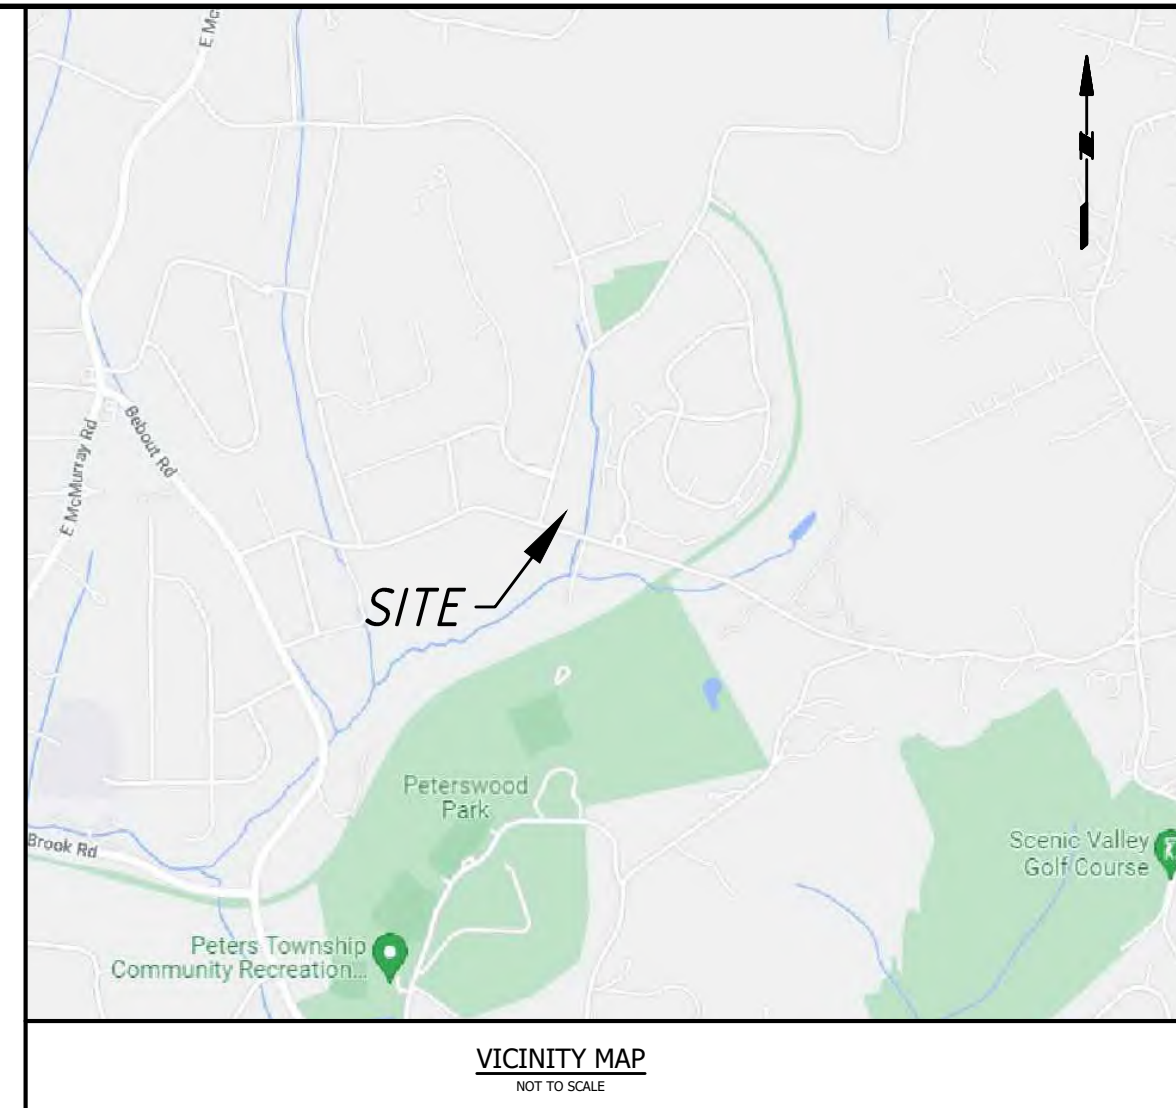 E Mc
N
Bebout Rd
E McMurray Rd
SITE
Peterswood
Park
Brook Rd
Scenic Valley
Golf Course
Peters Township
Community Recreation...
VICINITY MAP
NOT TO SCALE